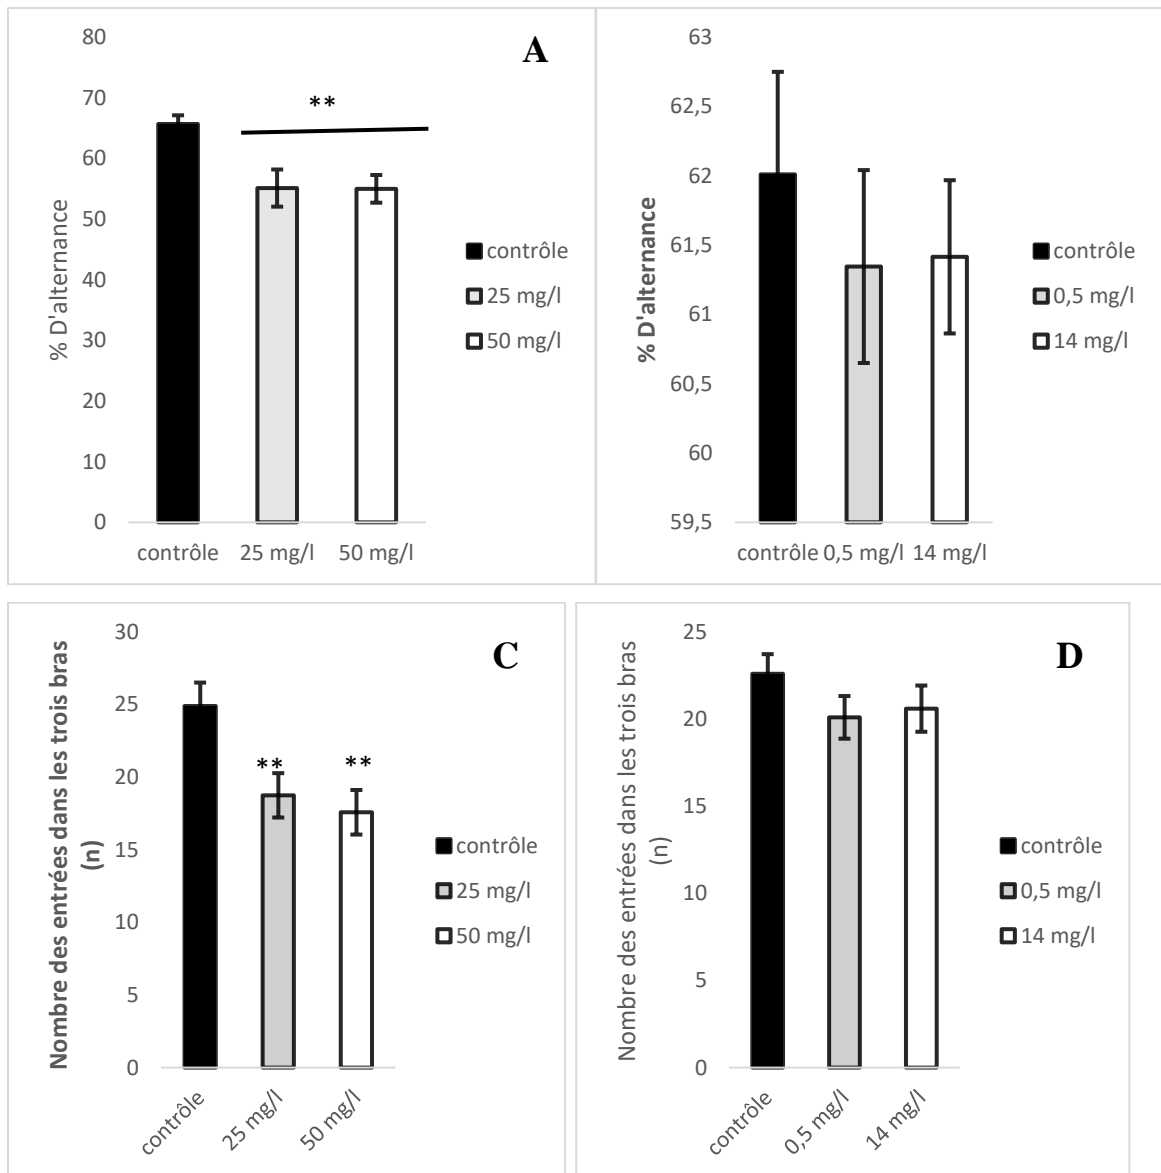 80
70
60
50
40
30
20
10
0
% D'alternance
A
**
contrôle
25 mg/l
50 mg/l
contrôle 25 mg/l 50 mg/l
63
62,5
62
61,5
61
60,5
60
59,5
% D'alternance
contrôle
0,5 mg/l
14 mg/l
contrôle 0,5 mg/l 14 mg/l
30
25
20
15
10
5
0
Nombre des entrées dans les trois bras
(n)
C
** **
contrôle
25 mg/l
50 mg/l
contrôle 25 mg/l 50 mg/l
25
20
15
10
5
0
Nombre des entrées dans les trois bras
(n)
D
contrôle
0,5 mg/l
14 mg/l
contrôle 0,5 mg/l 14 mg/l